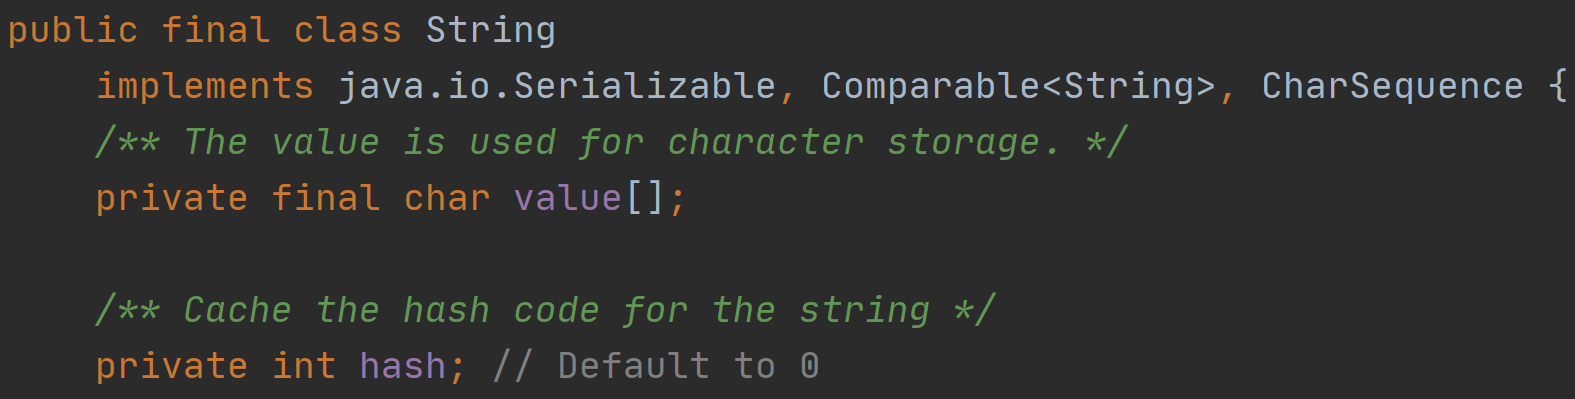 public final class String
    implements java.io.Serializable, Comparable<String>, CharSequence {
    /** The value is used for character storage. */
    private final char value[];

    /** Cache the hash code for the string */
    private int hash; // Default to 0